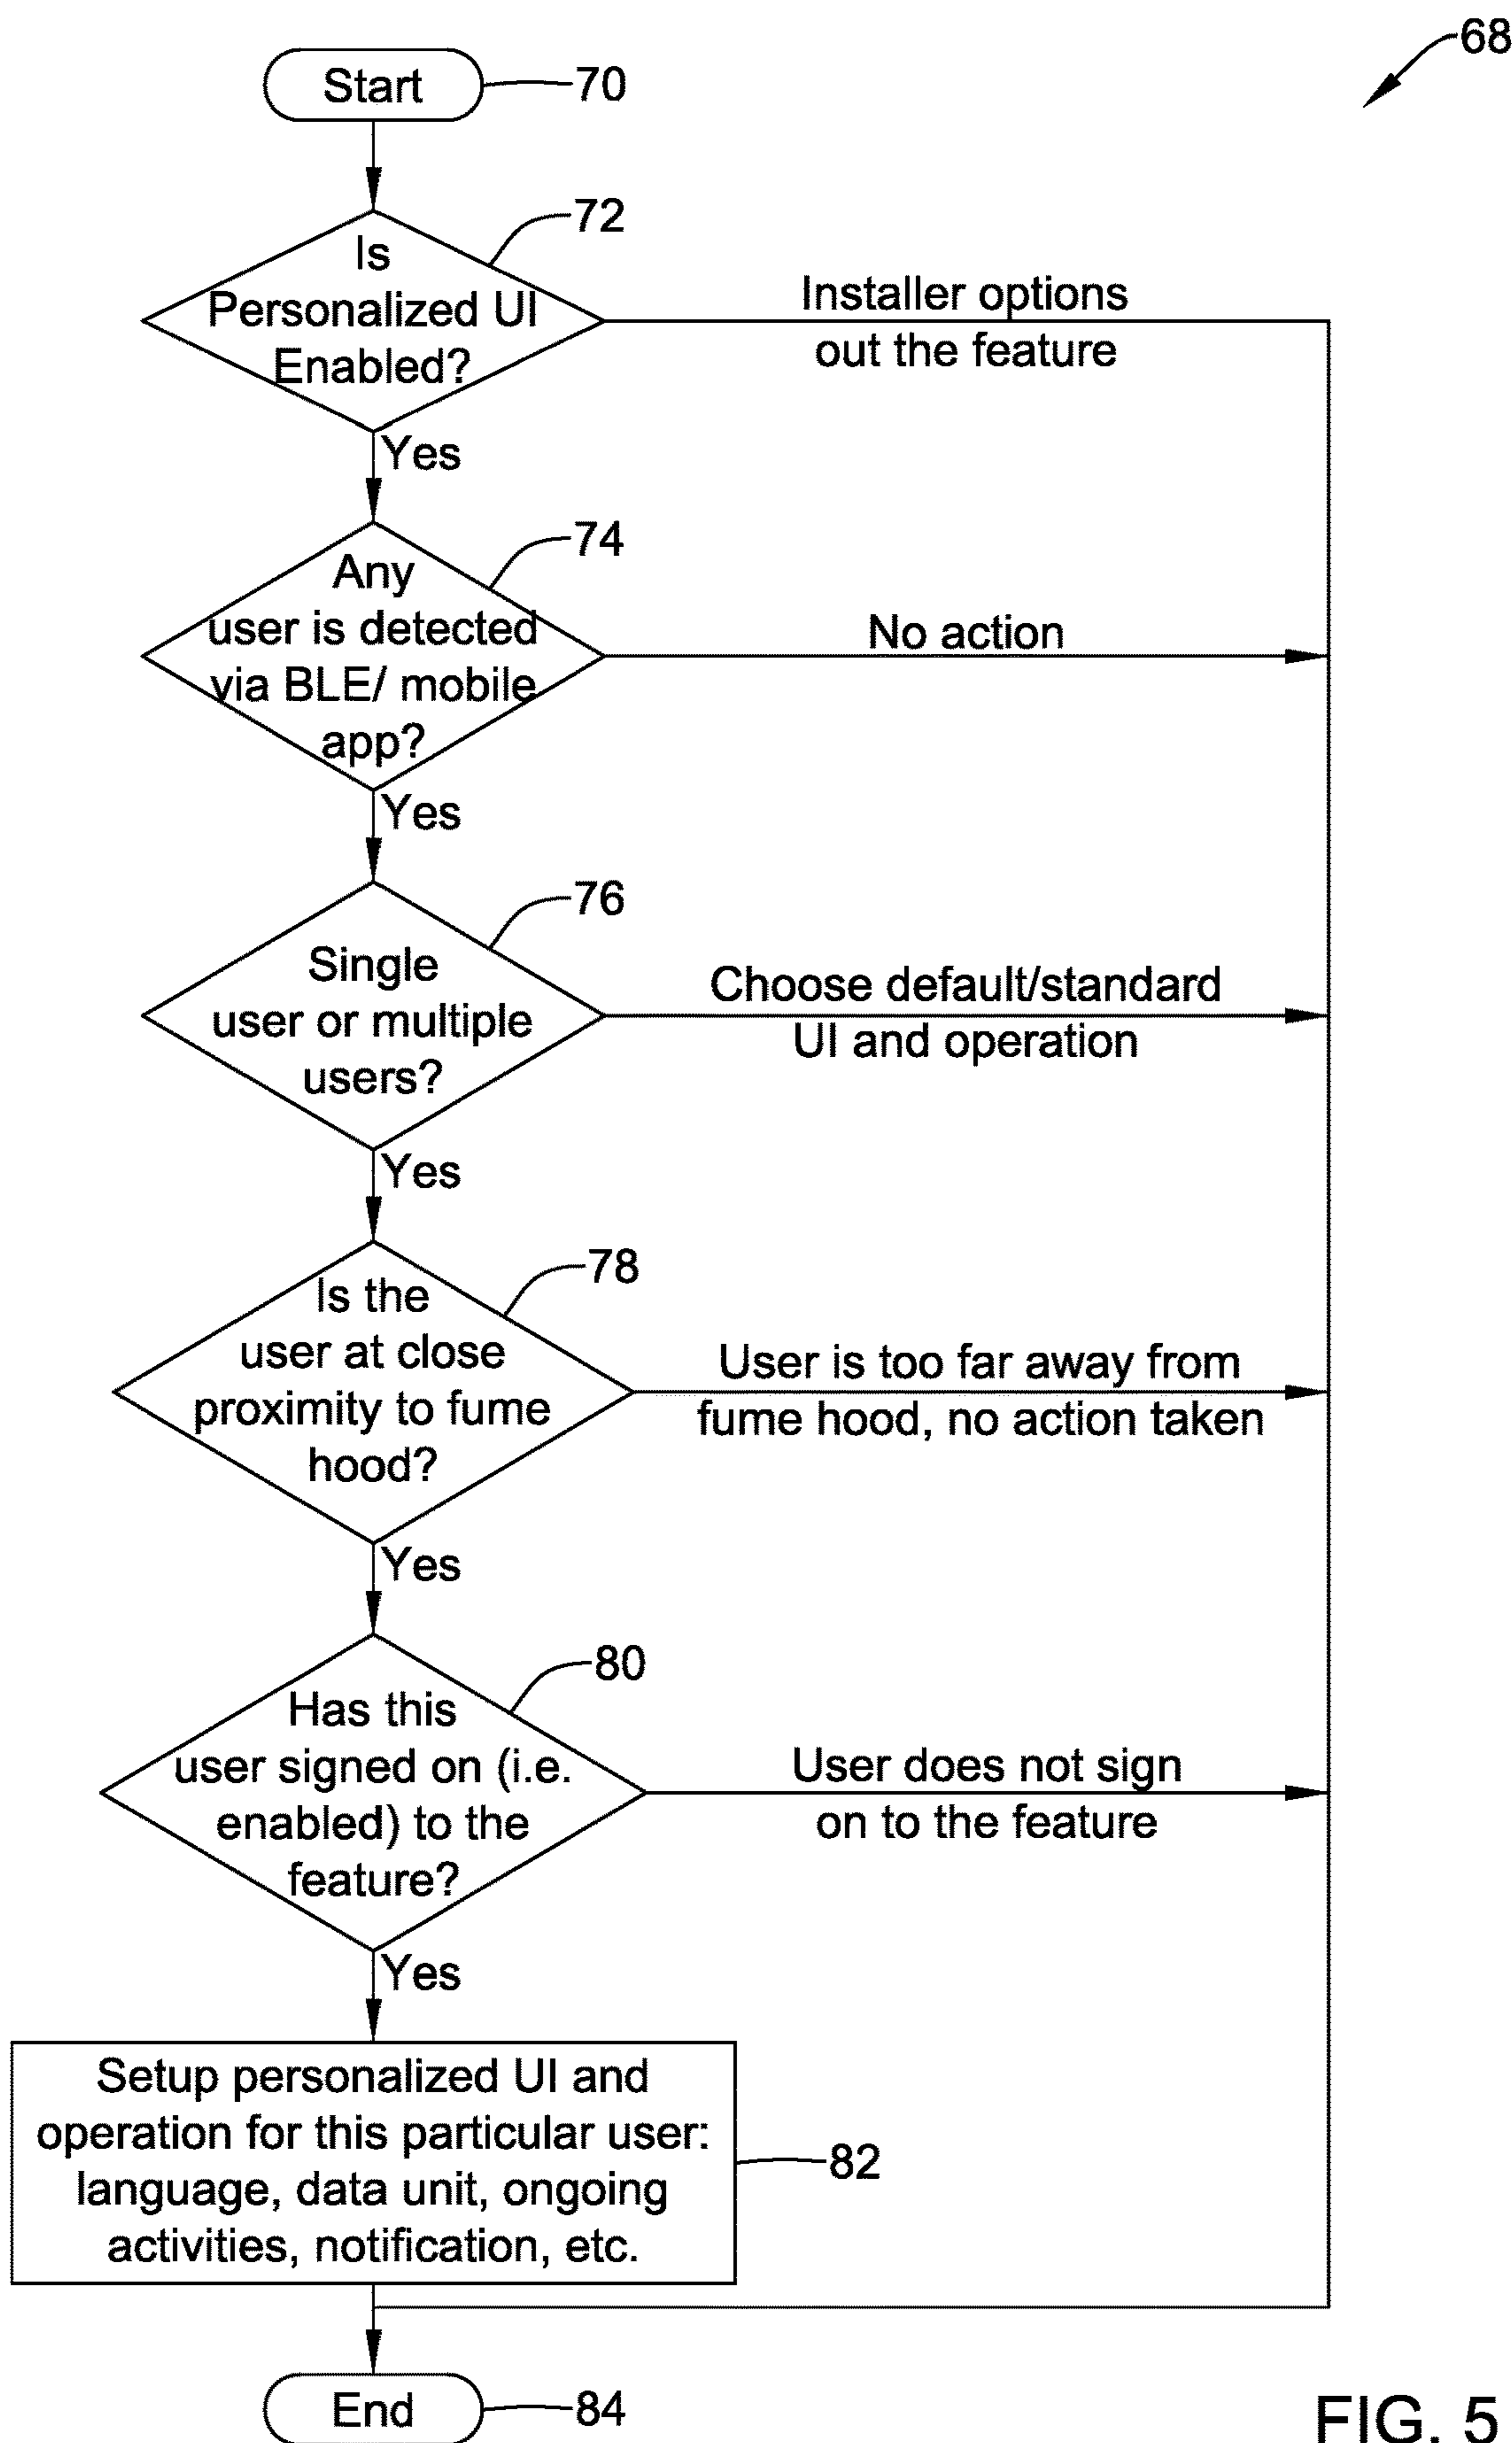 68
Start
70
72
Is
Personalized UI
Enabled?
Installer options
out the feature
Yes
74
Any
user is detected
via BLE/ mobile
app?
No action
Yes
76
Single
user or multiple
users?
Choose default/standard
UI and operation
Yes
78
Is the
user at close
proximity to fume
hood?
User is too far away from
fume hood, no action taken
Yes
80
Has this
user signed on (i.e.
enabled) to the
feature?
User does not sign
on to the feature
Yes
Setup personalized UI and
operation for this particular user:
language, data unit, ongoing
activities, notification, etc.
82
End
84
FIG. 5